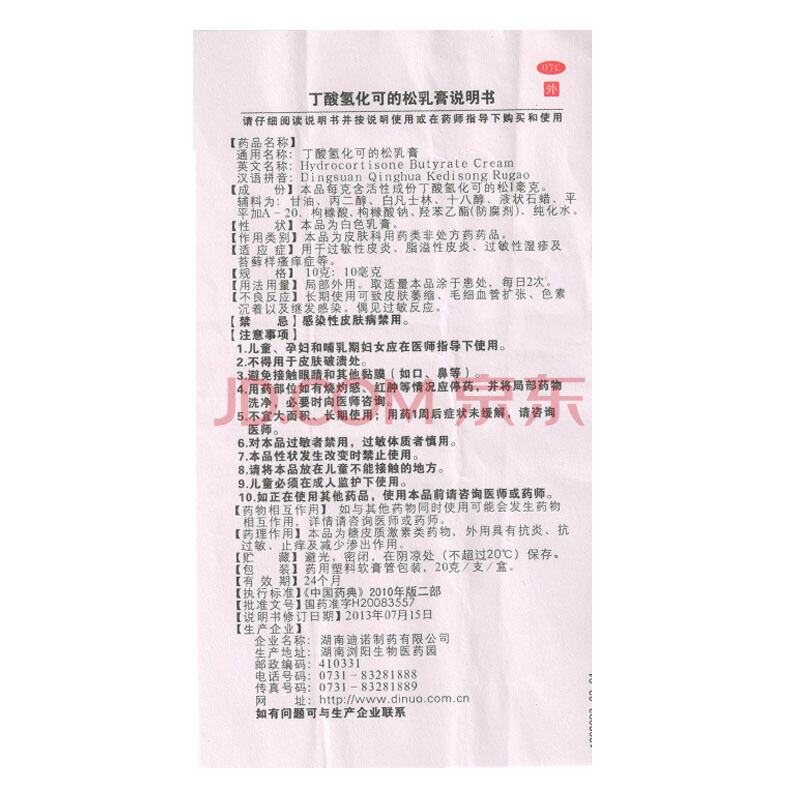 OTC
外
丁酸氢化可的松乳膏说明书
请仔细阅读说明书并按说明使用或在药师指导下购买和使用
【药品名称】
通用名称：丁酸氢化可的松乳膏
英文名称：Hydrocortisone Butyrate Cream
汉语拼音：Dingsuan Qinghua Kedisong Rugao
【成　　份】本品每克含活性成份丁酸氢化可的松1毫克。
辅料为：甘油、丙二醇、白凡士林、十八醇、液状石蜡、平
平加A-20、枸橼酸、枸橼酸钠、羟苯乙酯(防腐剂)、纯化水。
【性　　状】本品为白色乳膏。
【作用类别】本品为皮肤科用药类非处方药药品。
【适 应 症】用于过敏性皮炎、脂溢性皮炎、过敏性湿疹及
苔藓样瘙痒症等。
【规　　格】10克：10毫克
【用法用量】局部外用。取适量本品涂于患处，每日2次。
【不良反应】长期使用可致皮肤萎缩、毛细血管扩张、色素
沉着以及继发感染。偶见过敏反应。
【禁　　忌】感染性皮肤病禁用。
【注意事项】
1.儿童、孕妇和哺乳期妇女应在医师指导下使用。
2.不得用于皮肤破溃处。
3.避免接触眼睛和其他黏膜（如口、鼻等）。
4.用药部位如有烧灼感、红肿等情况应停药，并将局部药物
洗净，必要时向医师咨询。
5.不宜大面积、长期使用；用药1周后症状未缓解，请咨询
医师。
6.对本品过敏者禁用，过敏体质者慎用。
7.本品性状发生改变时禁止使用。
8.请将本品放在儿童不能接触的地方。
9.儿童必须在成人监护下使用。
10.如正在使用其他药品，使用本品前请咨询医师或药师。
【药物相互作用】如与其他药物同时使用可能会发生药物
相互作用，详情请咨询医师或药师。
【药理作用】本品为糖皮质激素类药物，外用具有抗炎、抗
过敏、止痒及减少渗出作用。
【贮　　藏】避光，密闭，在阴凉处（不超过20℃）保存。
【包　　装】药用塑料软膏管包装，20克／支／盒。
【有 效 期】24个月
【执行标准】《中国药典》2010年版二部
【批准文号】国药准字H20083557
【说明书修订日期】2013年07月15日
【生产企业】
企业名称：湖南迪诺制药有限公司
生产地址：湖南浏阳生物医药园
邮政编码：410331
电话号码：0731-83281888
传真号码：0731-83281889
网　　址：http://www.dinuo.com.cn
如有问题可与生产企业联系
JD.COM 京东